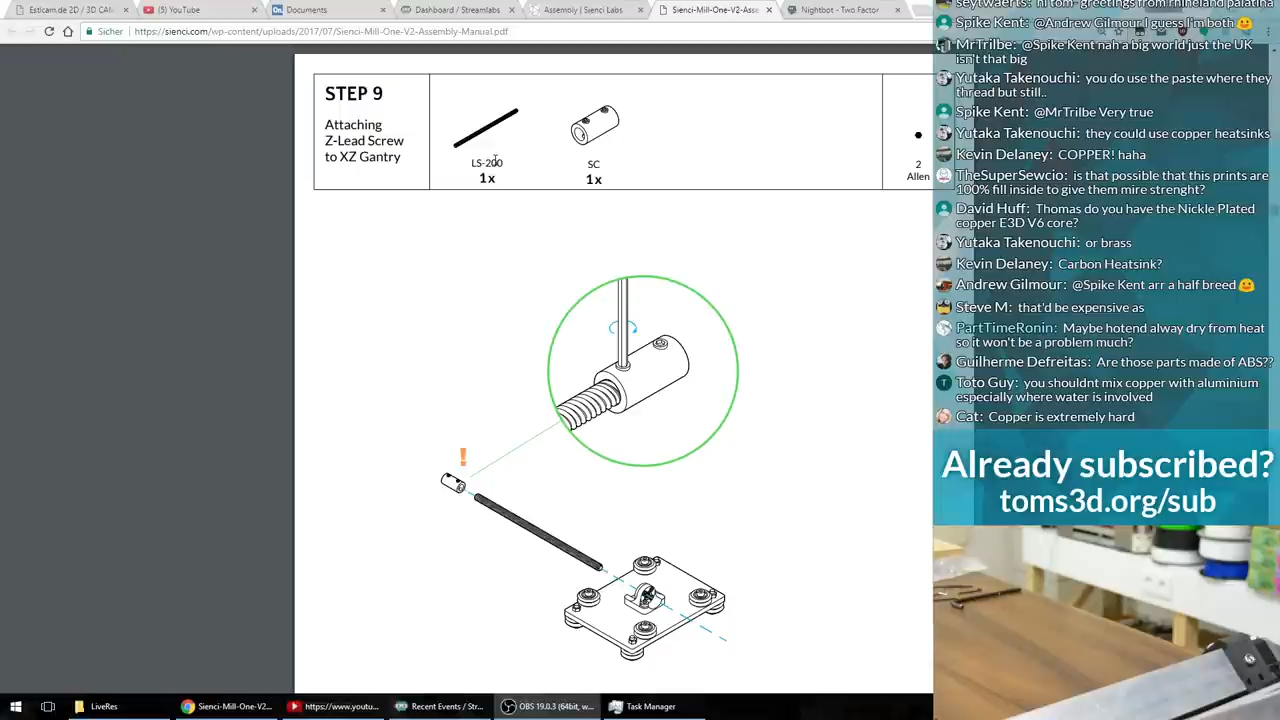 Estlcam.de 2D / 3D CAM
(5) YouTube
Documents
Dashboard / Streamlabs
Assembly | Sienci Labs
Sienci-Mill-One-V2-Asse
Nightbot - Two Factor
Sicher
https://sienci.com/wp-content/uploads/2017/07/Sienci-Mill-One-V2-Assembly-Manual.pdf
STEP 9
Attaching
Z-Lead Screw
to XZ Gantry
LS-200
1x
SC
1x
2
Allen
!
seytwaerts: hi tom-greetings from rheineland palatina
Spike Kent: @Andrew Gilmour I guess I'm both
MrTrilbe: @Spike Kent nah a big world just the UK
isn't that big
Yutaka Takenouchi: you do use the paste where they
thread but still..
Spike Kent: @MrTrilbe Very true
Yutaka Takenouchi: they could use copper heatsinks
Kevin Delaney: COPPER! haha
TheSuperSewcio: is that possible that this prints are
100% fill inside to give them mire strenght?
David Huff: Thomas do you have the Nickle Plated
copper E3D V6 core?
Yutaka Takenouchi: or brass
Kevin Delaney: Carbon Heatsink?
Andrew Gilmour: @Spike Kent arr a half breed
Steve M: that'd be expensive as
PartTimeRonin: Maybe hotend alway dry from heat
so it won't be a problem much?
Guilherme Defreitas: Are those parts made of ABS??
Toto Guy: you shouldnt mix copper with aluminium
especially where water is involved
Cat: Copper is extremely hard
Already subscribed?
toms3d.org/sub
LiveRes
Sienci-Mill-One-V2...
https://www.youtu...
Recent Events / Str...
OBS 19.0.3 (64bit, w...
Task Manager